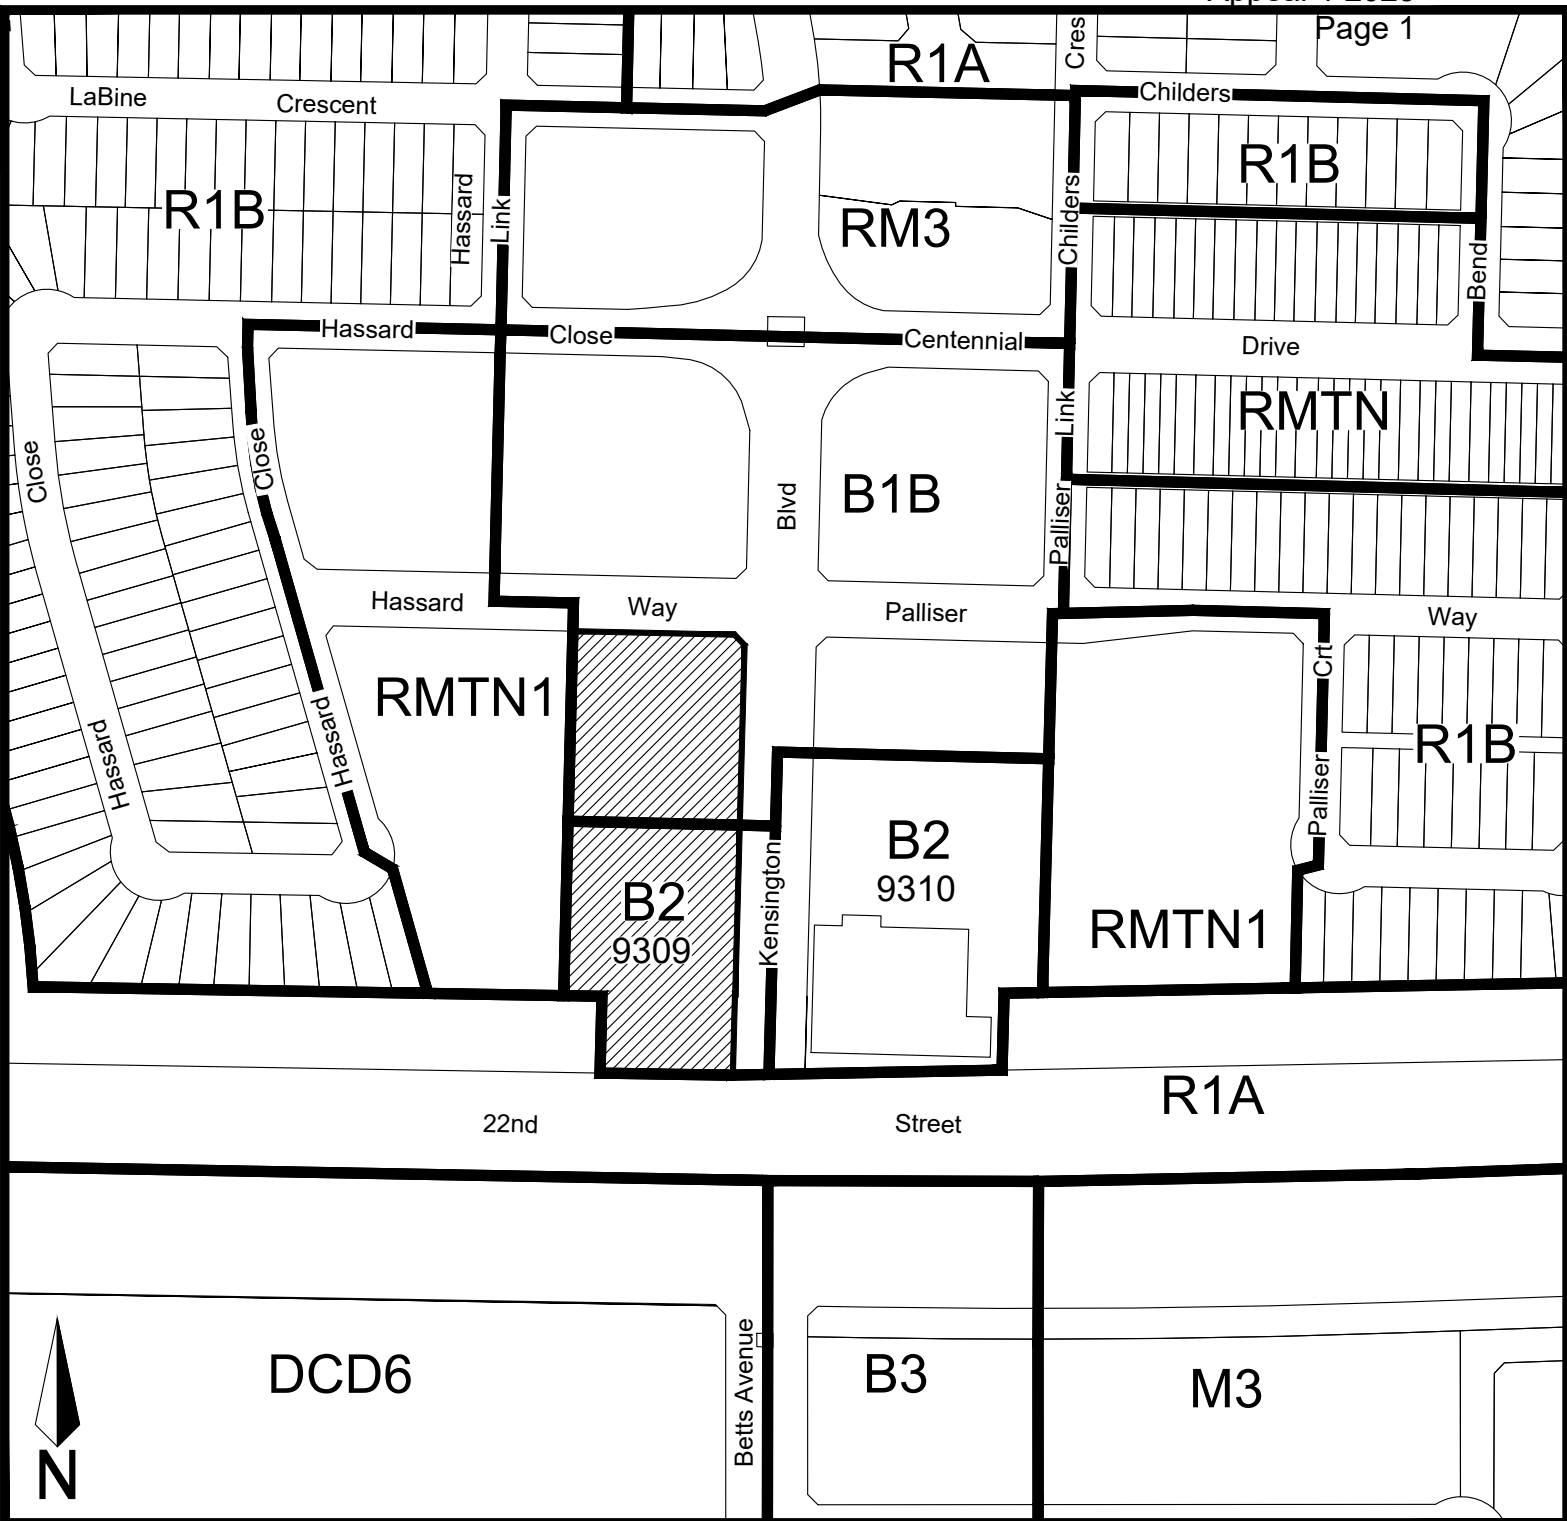 Page 1
R1A
Cres
LaBine
Crescent
Childers
R1B
R1B
Hassard
Link
Childers
RM3
Bend
Hassard
Close
Centennial
Drive
Close
Close
Link
RMTN
Blvd
B1B
Palliser
Hassard
Way
Palliser
Way
RMTN1
Crt
Hassard
Hassard
R1B
Palliser
B2
9309
Kensington
B2
9310
RMTN1
R1A
22nd
Street
DCD6
Betts Avenue
B3
M3
N